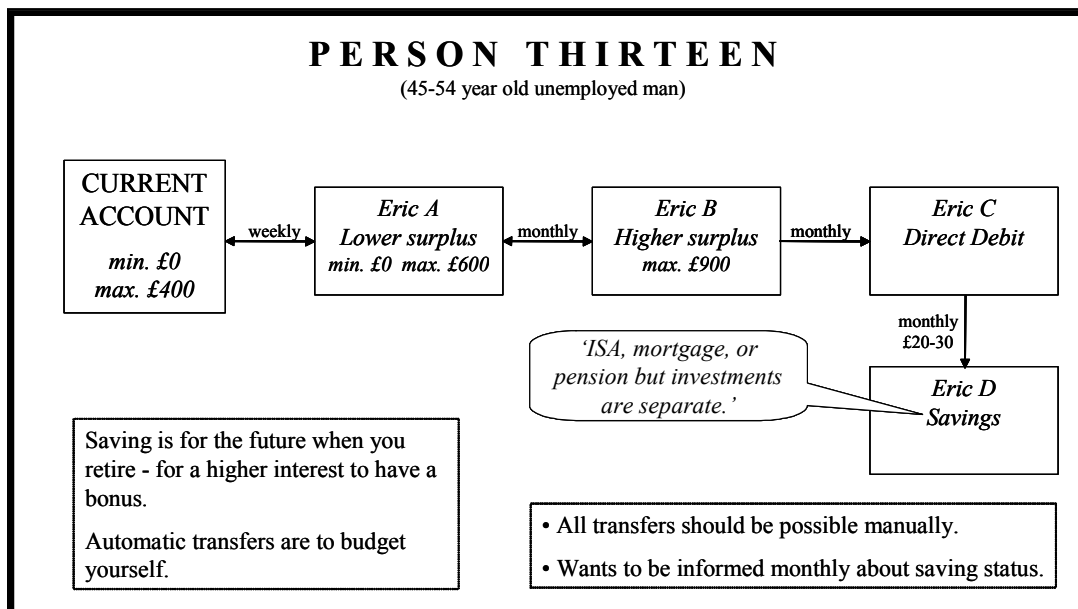 PERSON THIRTEEN
(45-54 year old unemployed man)
CURRENT
ACCOUNT
min. £0
max. £400
weekly
Eric A
Lower surplus
min. £0 max. £600
monthly
Eric B
Higher surplus
max. £900
monthly
Eric C
Direct Debit
monthly
£20-30
‘ISA, mortgage, or
pension but investments
are separate.’
Eric D
Savings
Saving is for the future when you
retire - for a higher interest to have a
bonus.
Automatic transfers are to budget
yourself.
• All transfers should be possible manually.
• Wants to be informed monthly about saving status.